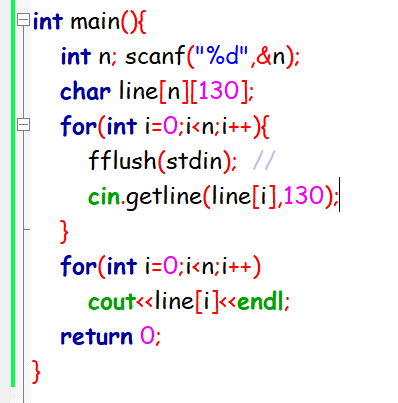 int main(){
int n; scanf("%d",&n);
char line[n][130];
for(int i=0;i<n;i++){
fflush(stdin); //
cin.getline(line[i],130);
}
for(int i=0;i<n;i++)
cout<<line[i]<<endl;
return 0;
}